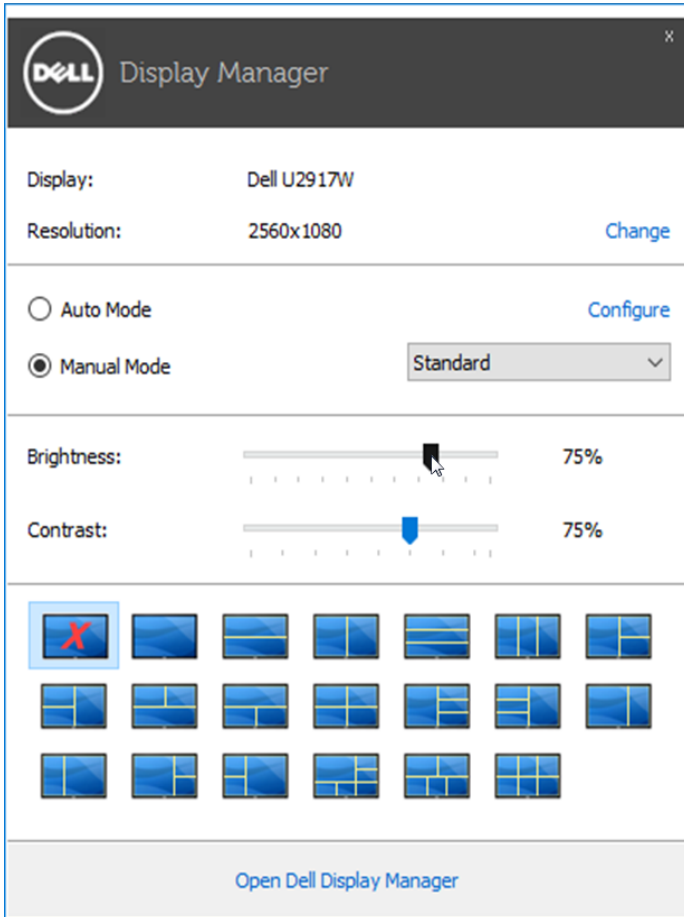 x
DELL Display Manager
Display: Dell U2917W
Resolution: 2560x1080 Change
Auto Mode Configure
Manual Mode Standard
Brightness: 75%
Contrast: 75%
X
Open Dell Display Manager